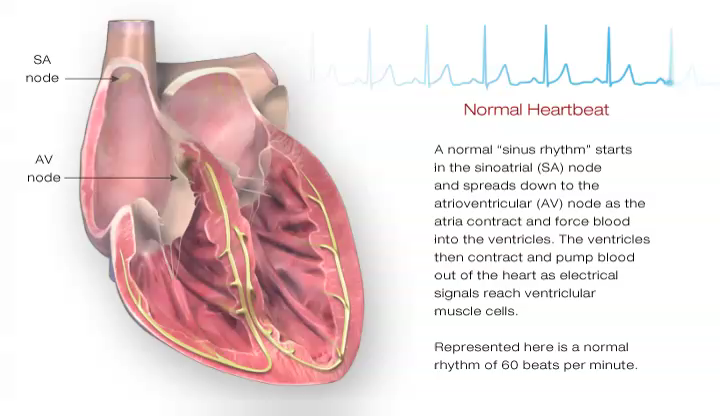 SA
node
AV
node
Normal Heartbeat
A normal “sinus rhythm” starts
in the sinoatrial (SA) node
and spreads down to the
atrioventricular (AV) node as the
atria contract and force blood
into the ventricles. The ventricles
then contract and pump blood
out of the heart as electrical
signals reach ventriclular
muscle cells.
Represented here is a normal
rhythm of 60 beats per minute.